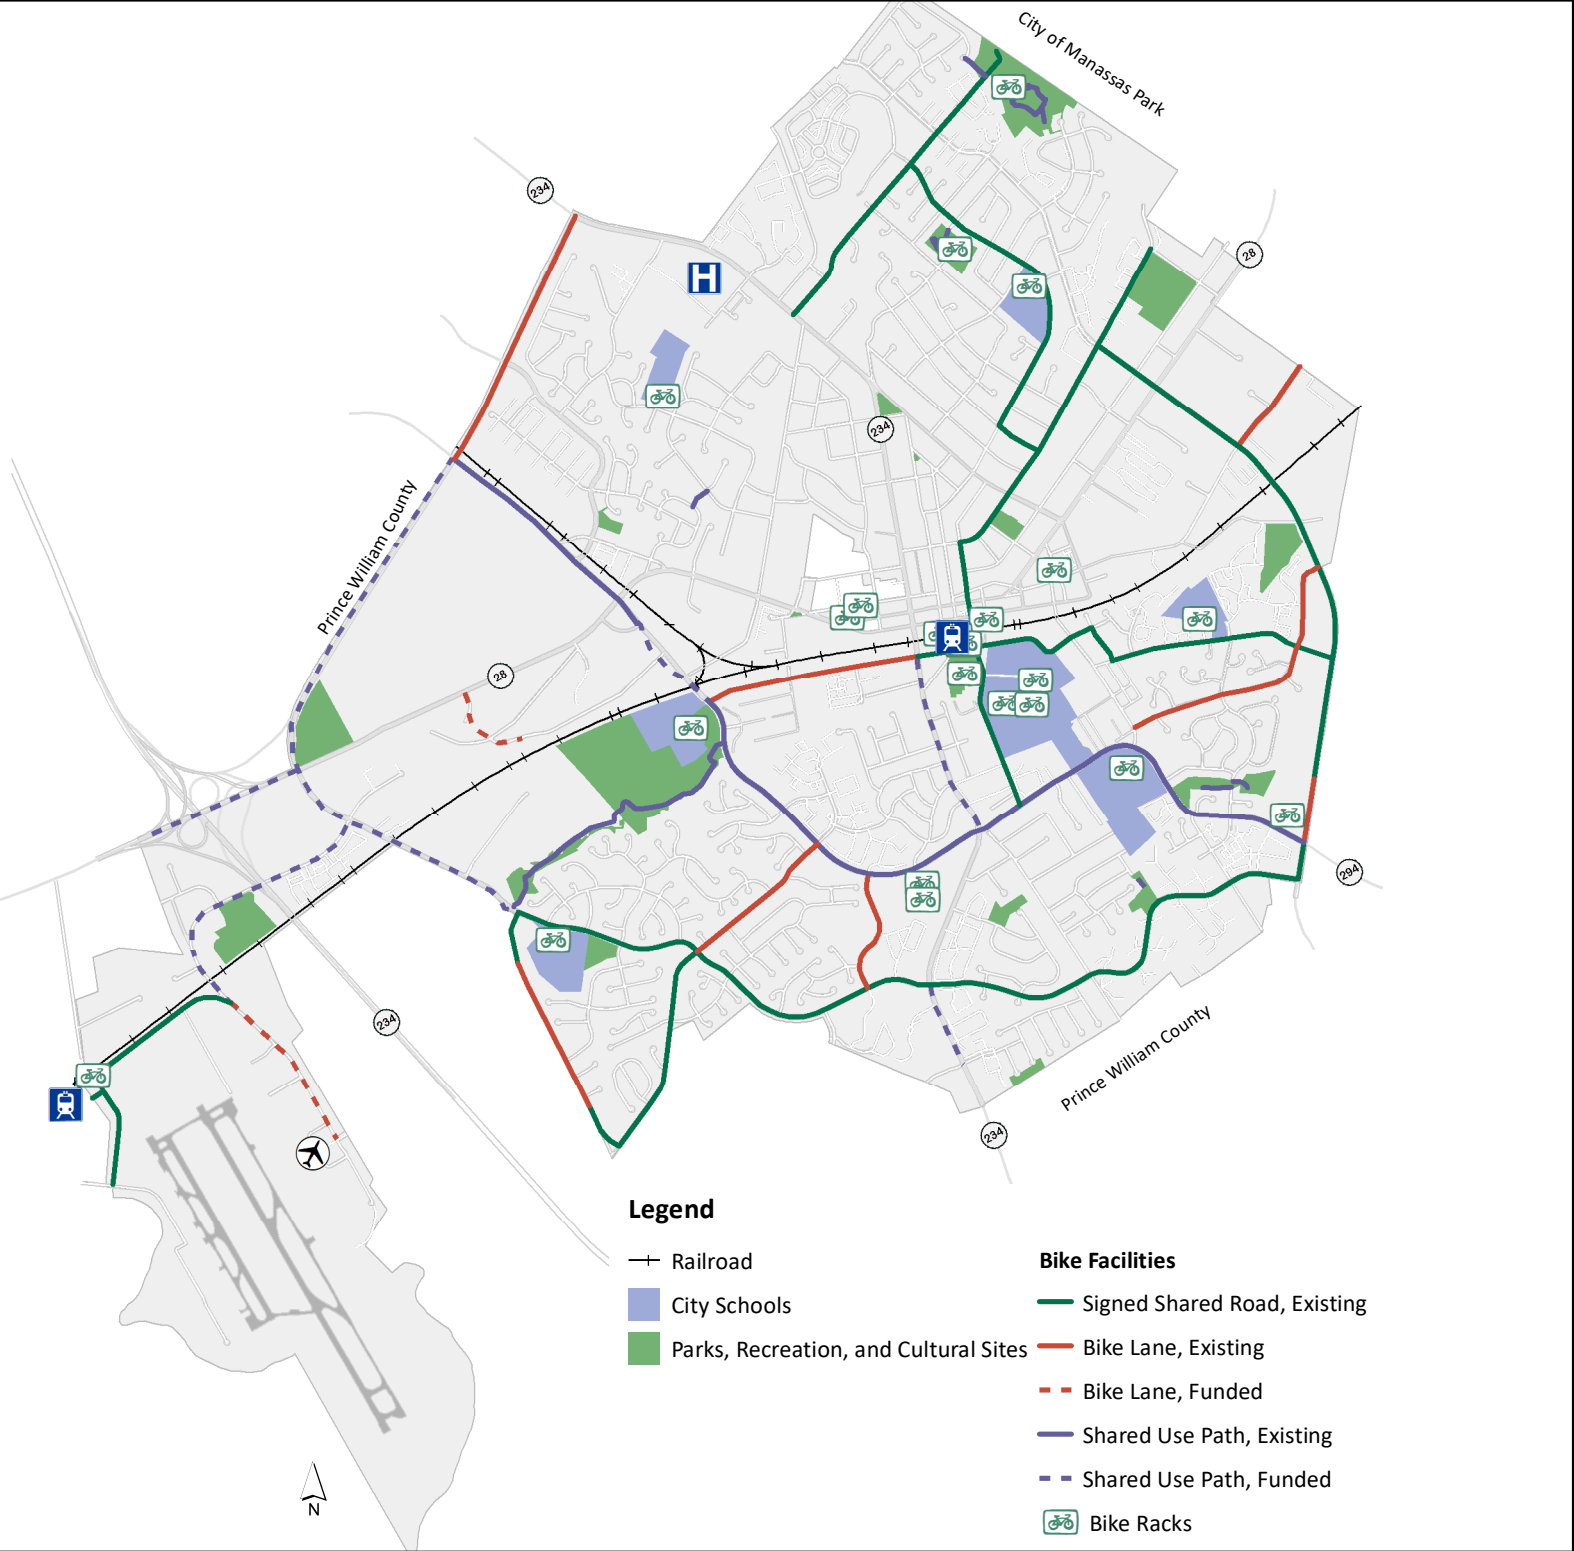 City of Manassas Park
234
28
H
234
Prince William County
28
294
234
Prince William County
234
N
Legend
Railroad
City Schools
Parks, Recreation, and Cultural Sites
Bike Facilities
Signed Shared Road, Existing
Bike Lane, Existing
Bike Lane, Funded
Shared Use Path, Existing
Shared Use Path, Funded
Bike Racks